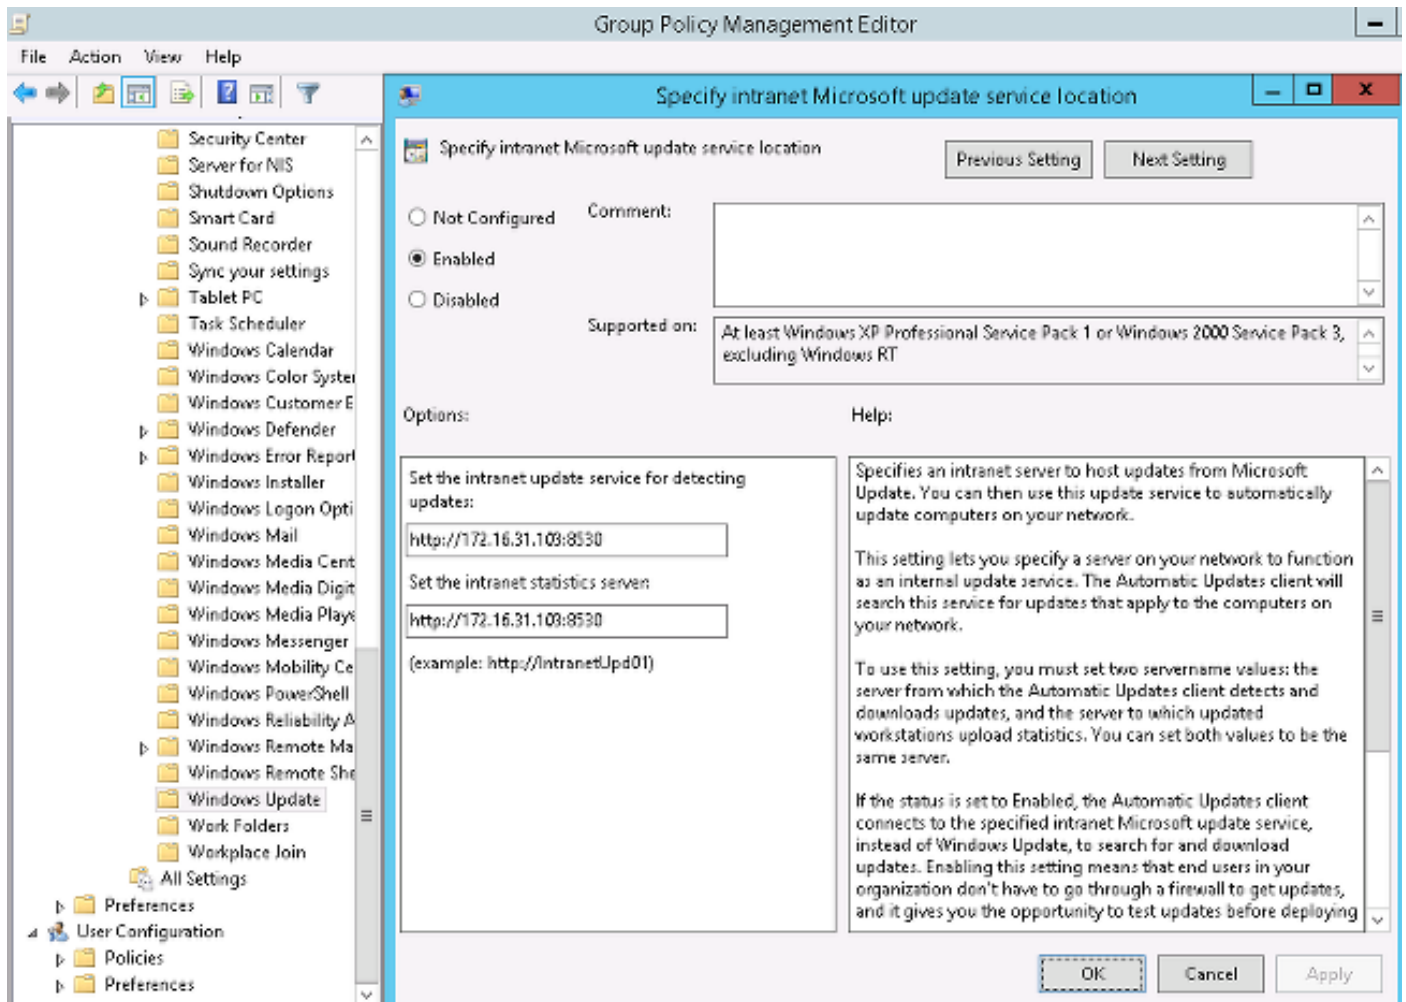 Group Policy Management Editor
File Action View Help
Security Center
Server for NIS
Shutdown Options
Smart Card
Sound Recorder
Sync your settings
Tablet PC
Task Scheduler
Windows Calendar
Windows Color Syster
Windows Customer E
Windows Defender
Windows Error Report
Windows Installer
Windows Logon Opti
Windows Mail
Windows Media Cent
Windows Media Digit
Windows Media Playe
Windows Messenger
Windows Mobility Ce
Windows PowerShell
Windows Reliability A
Windows Remote Ma
Windows Remote She
Windows Update
Work Folders
Workplace Join
All Settings
Preferences
User Configuration
Policies
Preferences
Specify intranet Microsoft update service location
Specify intranet Microsoft update service location
Previous Setting
Next Setting
Not Configured
Enabled
Disabled
Comment:
Supported on:
At least Windows XP Professional Service Pack 1 or Windows 2000 Service Pack 3,
excluding Windows RT
Options:
Help:
Set the intranet update service for detecting
updates:
http://172.16.31.103:8530
Set the intranet statistics server:
http://172.16.31.103:8530
(example: http://IntranetUpd01)
Specifies an intranet server to host updates from Microsoft
Update. You can then use this update service to automatically
update computers on your network.
This setting lets you specify a server on your network to function
as an internal update service. The Automatic Updates client will
search this service for updates that apply to the computers on
your network.
To use this setting, you must set two servername values: the
server from which the Automatic Updates client detects and
downloads updates, and the server to which updated
workstations upload statistics. You can set both values to be the
same server.
If the status is set to Enabled, the Automatic Updates client
connects to the specified intranet Microsoft update service,
instead of Windows Update, to search for and download
updates. Enabling this setting means that end users in your
organization don't have to go through a firewall to get updates,
and it gives you the opportunity to test updates before deploying
OK
Cancel
Apply